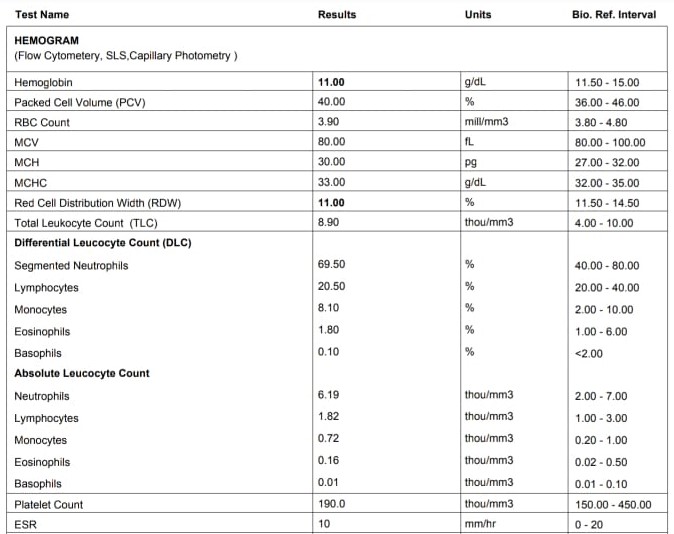 Test Name Results Units Bio. Ref. Interval
HEMOGRAM
(Flow Cytometery, SLS,Capillary Photometry )
Hemoglobin 11.00 g/dL 11.50 - 15.00
Packed Cell Volume (PCV) 40.00 % 36.00 - 46.00
RBC Count 3.90 mill/mm3 3.80 - 4.80
MCV 80.00 fL 80.00 - 100.00
MCH 30.00 pg 27.00 - 32.00
MCHC 33.00 g/dL 32.00 - 35.00
Red Cell Distribution Width (RDW) 11.00 % 11.50 - 14.50
Total Leukocyte Count (TLC) 8.90 thou/mm3 4.00 - 10.00
Differential Leucocyte Count (DLC)
Segmented Neutrophils 69.50 % 40.00 - 80.00
Lymphocytes 20.50 % 20.00 - 40.00
Monocytes 8.10 % 2.00 - 10.00
Eosinophils 1.80 % 1.00 - 6.00
Basophils 0.10 % <2.00
Absolute Leucocyte Count
Neutrophils 6.19 thou/mm3 2.00 - 7.00
Lymphocytes 1.82 thou/mm3 1.00 - 3.00
Monocytes 0.72 thou/mm3 0.20 - 1.00
Eosinophils 0.16 thou/mm3 0.02 - 0.50
Basophils 0.01 thou/mm3 0.01 - 0.10
Platelet Count 190.0 thou/mm3 150.00 - 450.00
ESR 10 mm/hr 0 - 20